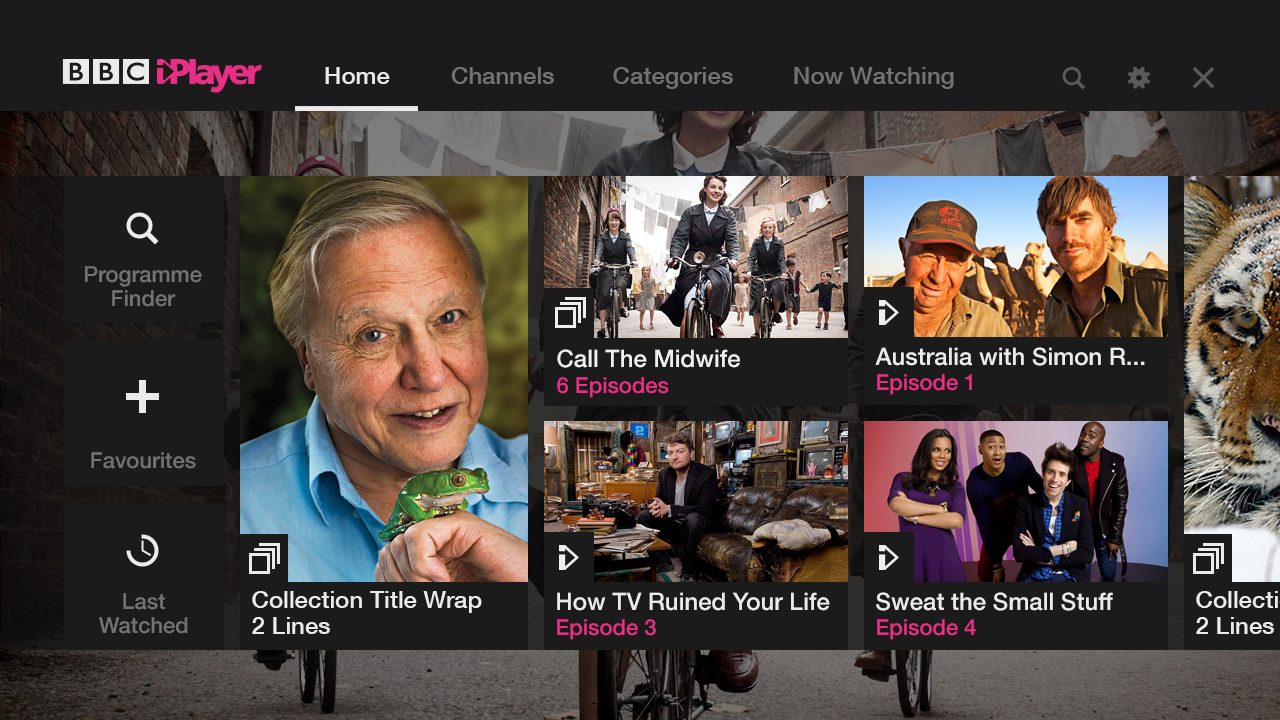 BBC iPlayer
Home
Channels
Categories
Now Watching
Programme
Finder
Favourites
Last
Watched
Collection Title Wrap
2 Lines
Call The Midwife
6 Episodes
Australia with Simon R...
Episode 1
How TV Ruined Your Life
Episode 3
Sweat the Small Stuff
Episode 4
Collecti
2 Lines